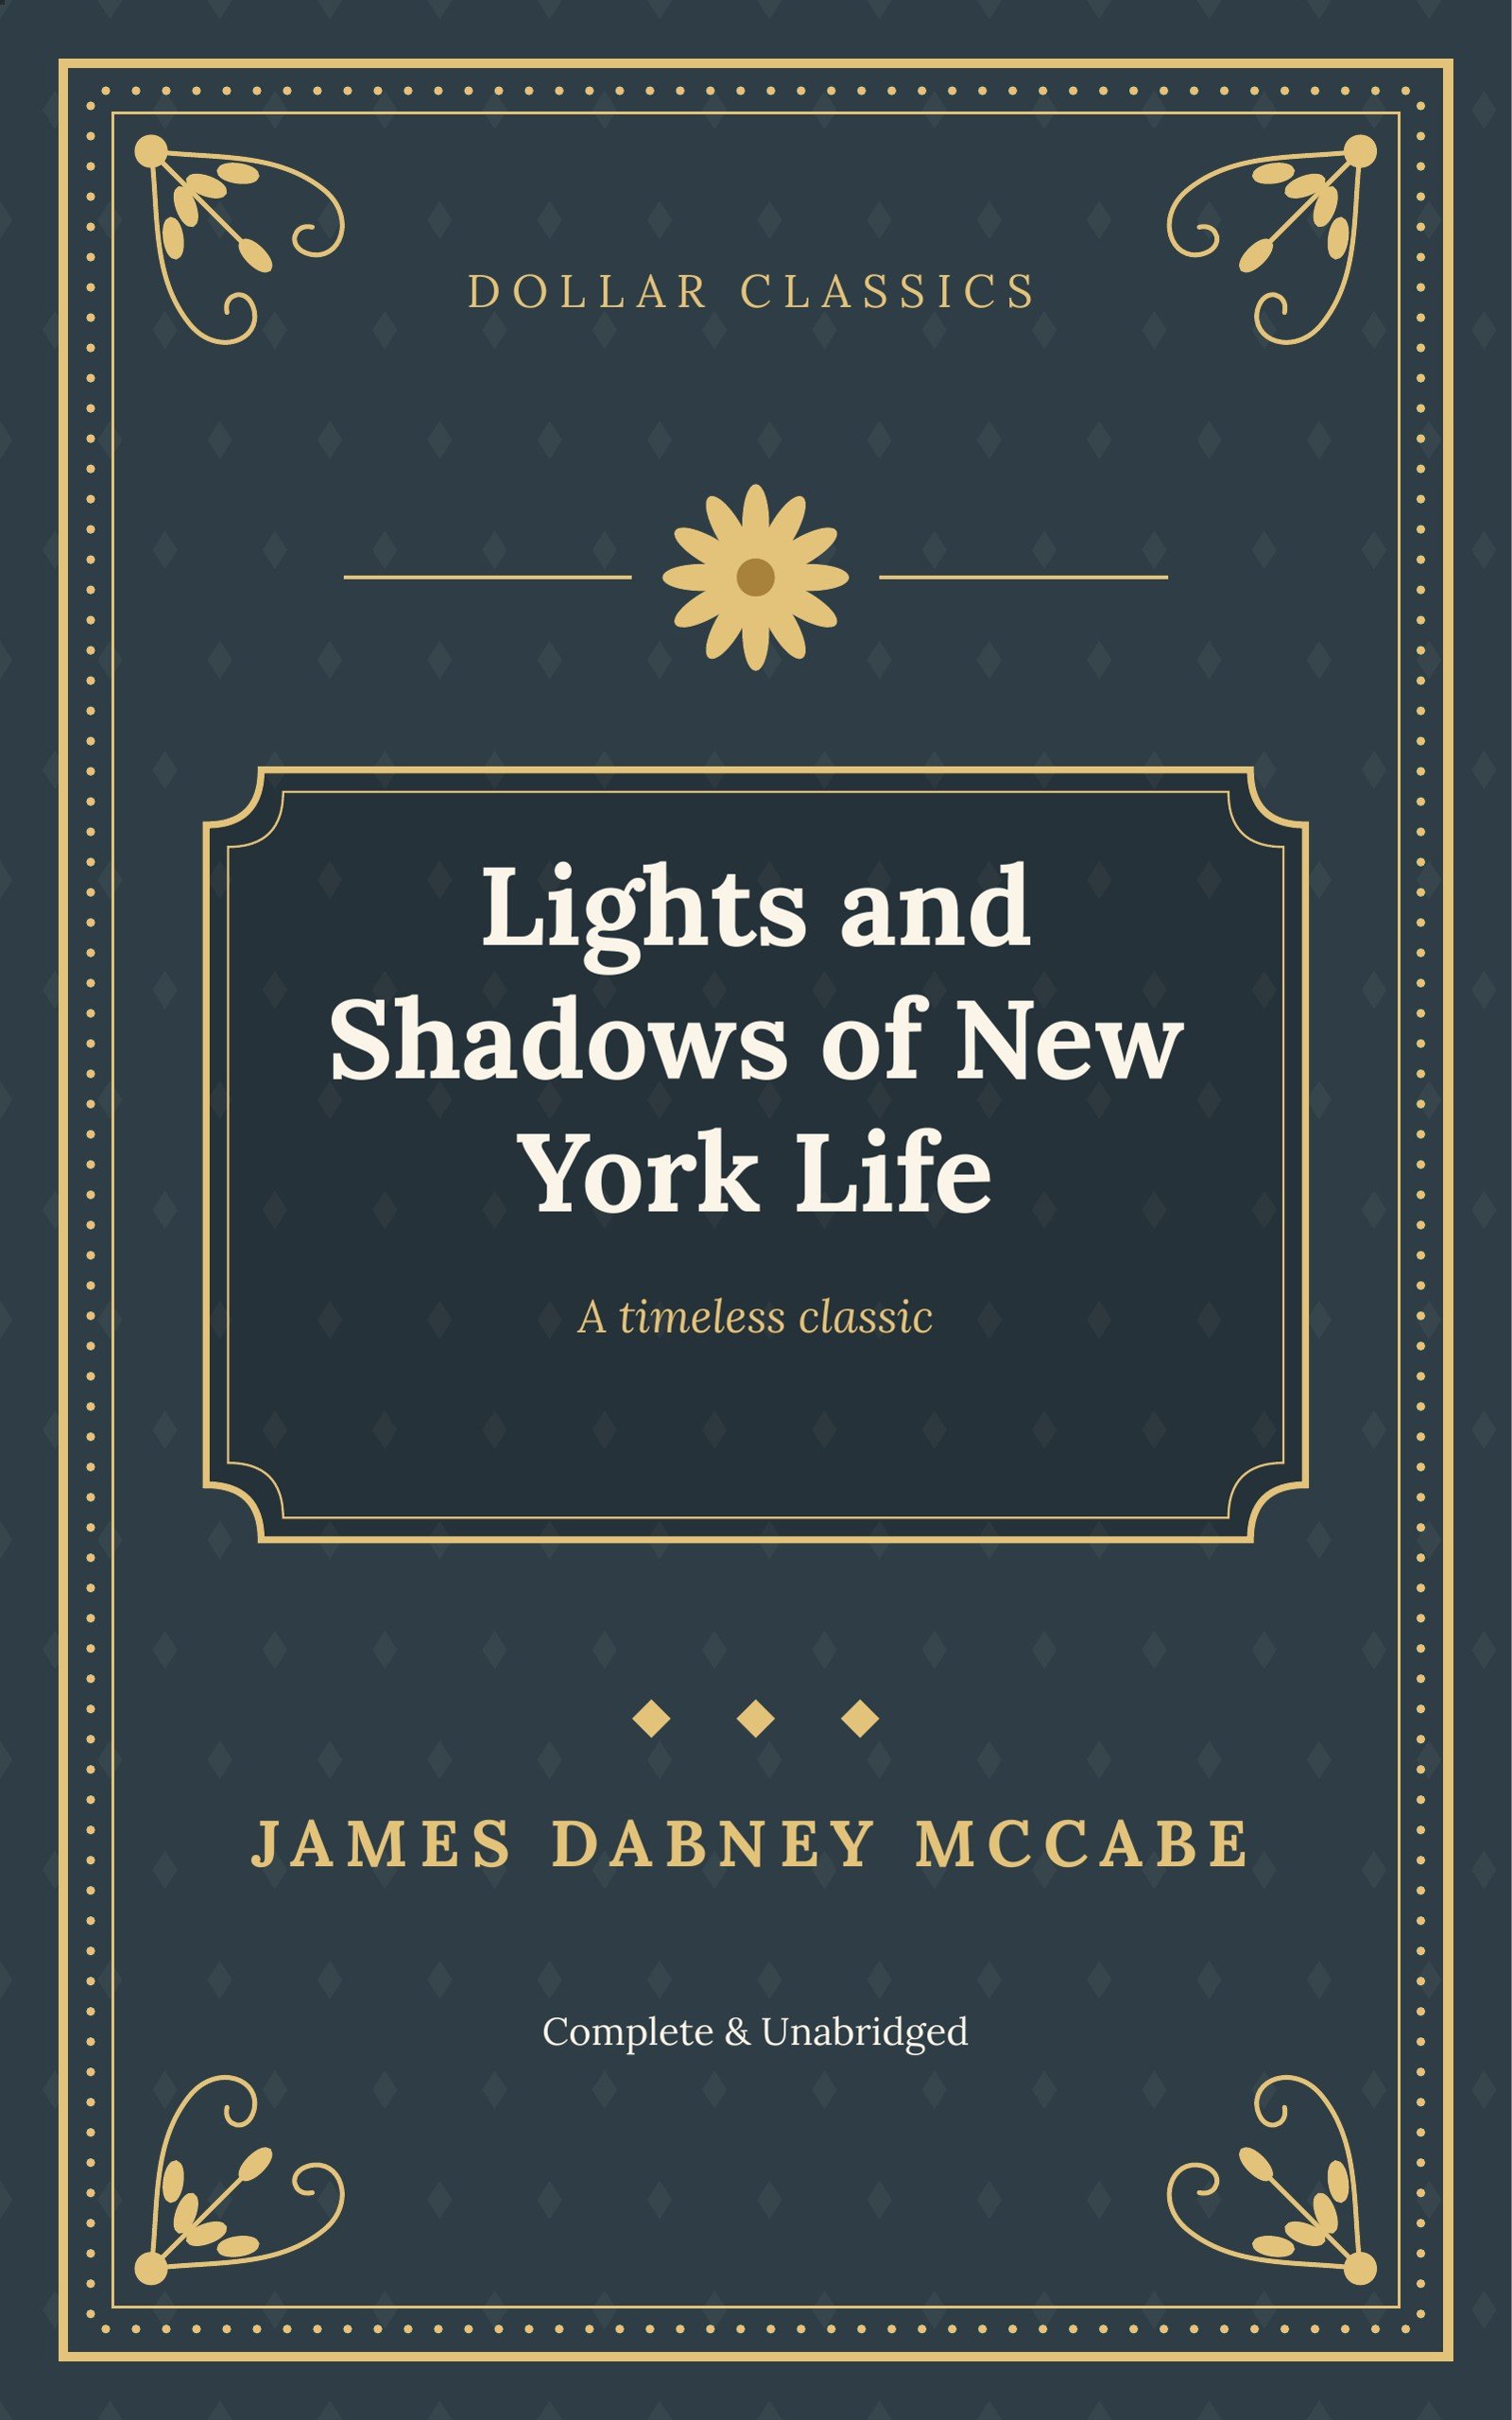 DOLLAR CLASSICS
Lights and
Shadows of New
York Life
A timeless classic
JAMES DABNEY MCCABE
Complete & Unabridged